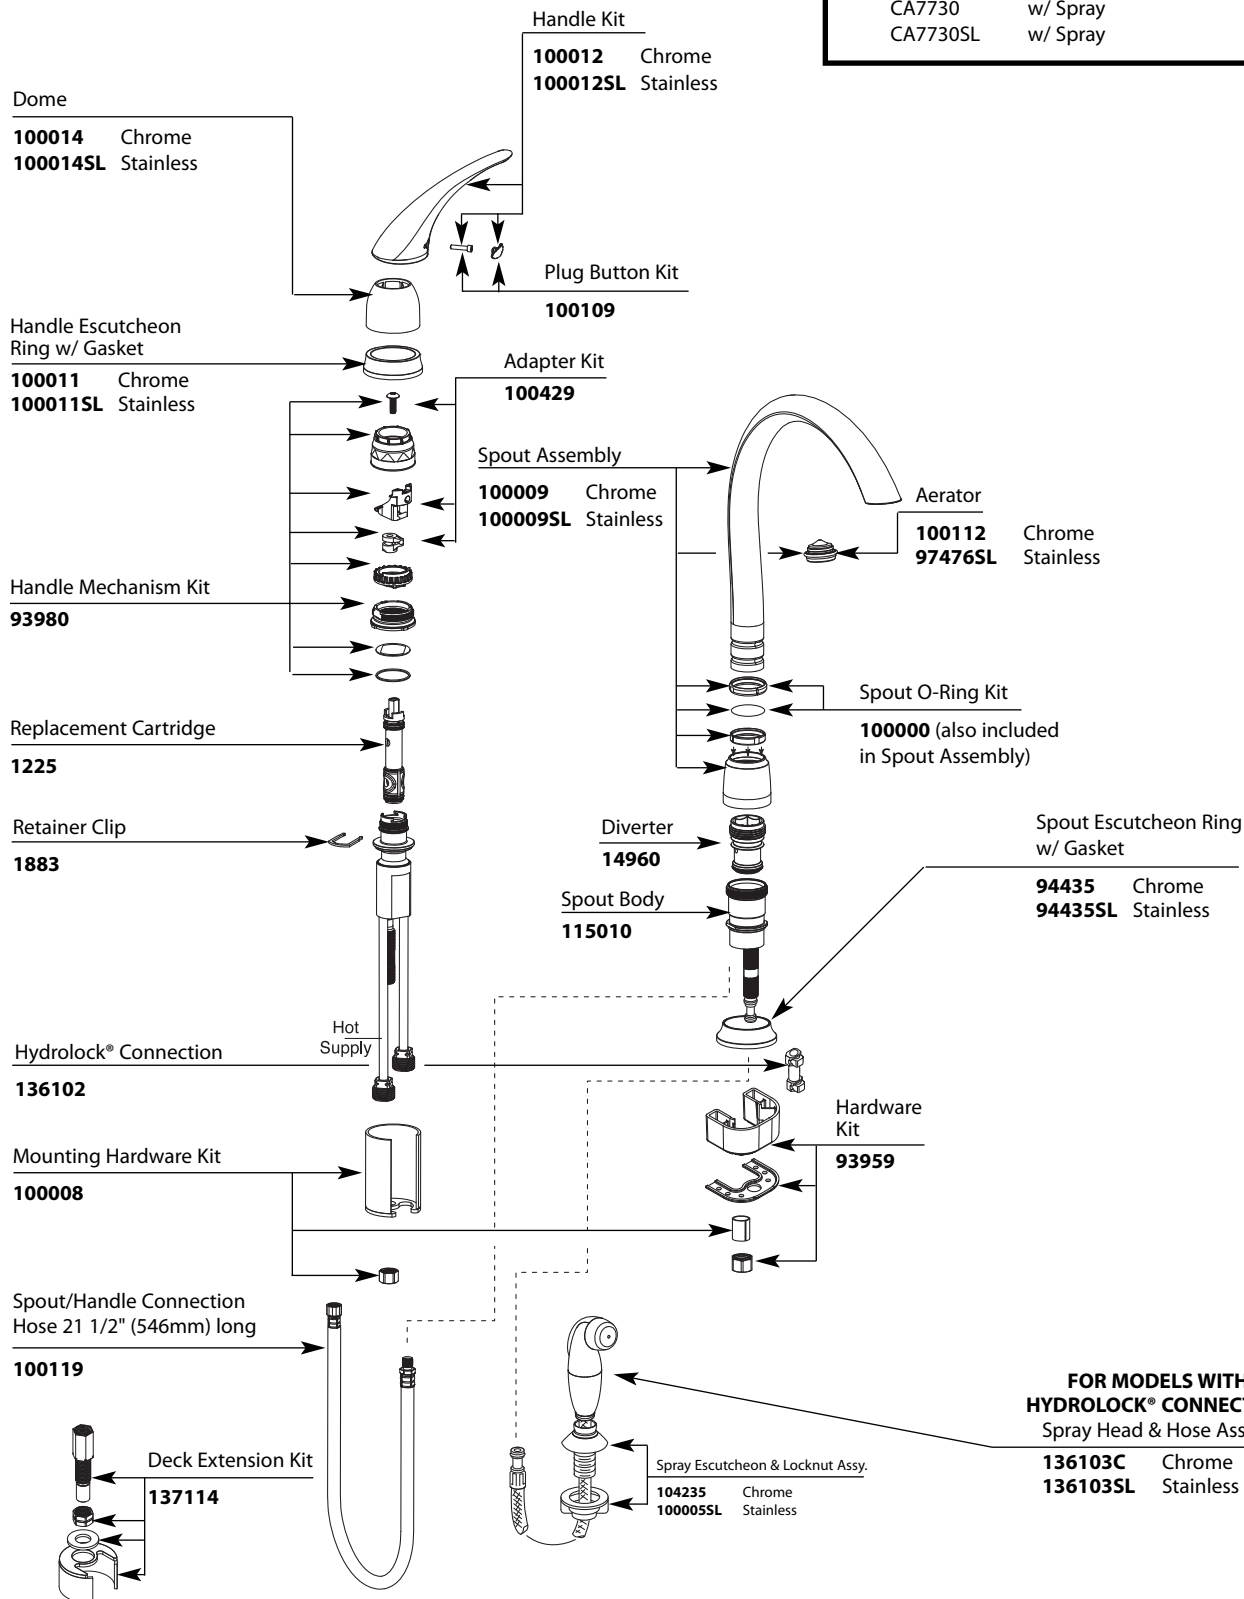 CA7730 w/ Spray
CA7730SL w/ Spray
Handle Kit
100012 Chrome
100012SL Stainless
Dome
100014 Chrome
100014SL Stainless
Plug Button Kit
100109
Handle Escutcheon
Ring w/ Gasket
100011 Chrome
100011SL Stainless
Adapter Kit
100429
Spout Assembly
100009 Chrome
100009SL Stainless
Aerator
100112 Chrome
97476SL Stainless
Handle Mechanism Kit
93980
Spout O-Ring Kit
100000 (also included
in Spout Assembly)
Replacement Cartridge
1225
Retainer Clip
1883
Diverter
14960
Spout Escutcheon Ring
w/ Gasket
94435 Chrome
94435SL Stainless
Spout Body
115010
Hot
Supply
Hydrolock® Connection
136102
Hardware
Kit
93959
Mounting Hardware Kit
100008
Spout/Handle Connection
Hose 21 1/2" (546mm) long
100119
FOR MODELS WITH
HYDROLOCK® CONNECT
Spray Head & Hose Ass
136103C Chrome
136103SL Stainless
Deck Extension Kit
137114
Spray Escutcheon & Locknut Assy.
104235 Chrome
100005SL Stainless